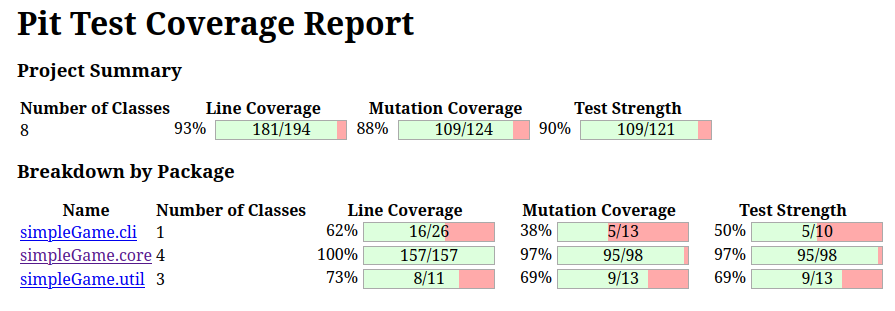 Pit Test Coverage Report
Project Summary
Number of Classes Line Coverage Mutation Coverage Test Strength
8 93% 181/194 88% 109/124 90% 109/121
Breakdown by Package
Name Number of Classes Line Coverage Mutation Coverage Test Strength
simpleGame.cli 1 62% 16/26 38% 5/13 50% 5/10
simpleGame.core 4 100% 157/157 97% 95/98 97% 95/98
simpleGame.util 3 73% 8/11 69% 9/13 69% 9/13